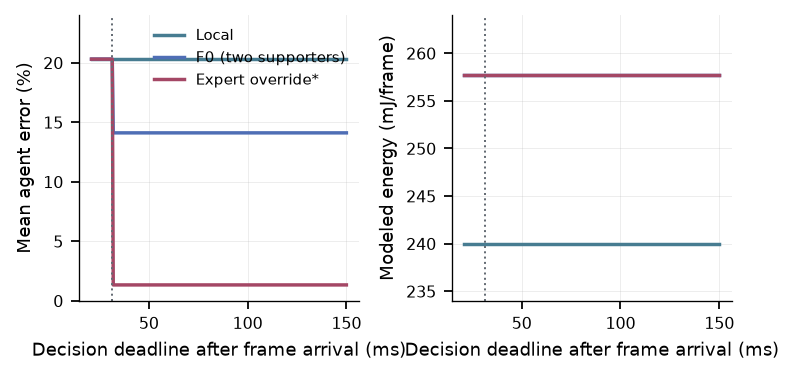 Local
F0 (two supporters)
Expert override*
Mean agent error (%)
20
15
10
5
0
50
100
150
Decision deadline after frame arrival (ms)
Modeled energy (mJ/frame)
260
255
250
245
240
235
50
100
150
Decision deadline after frame arrival (ms)